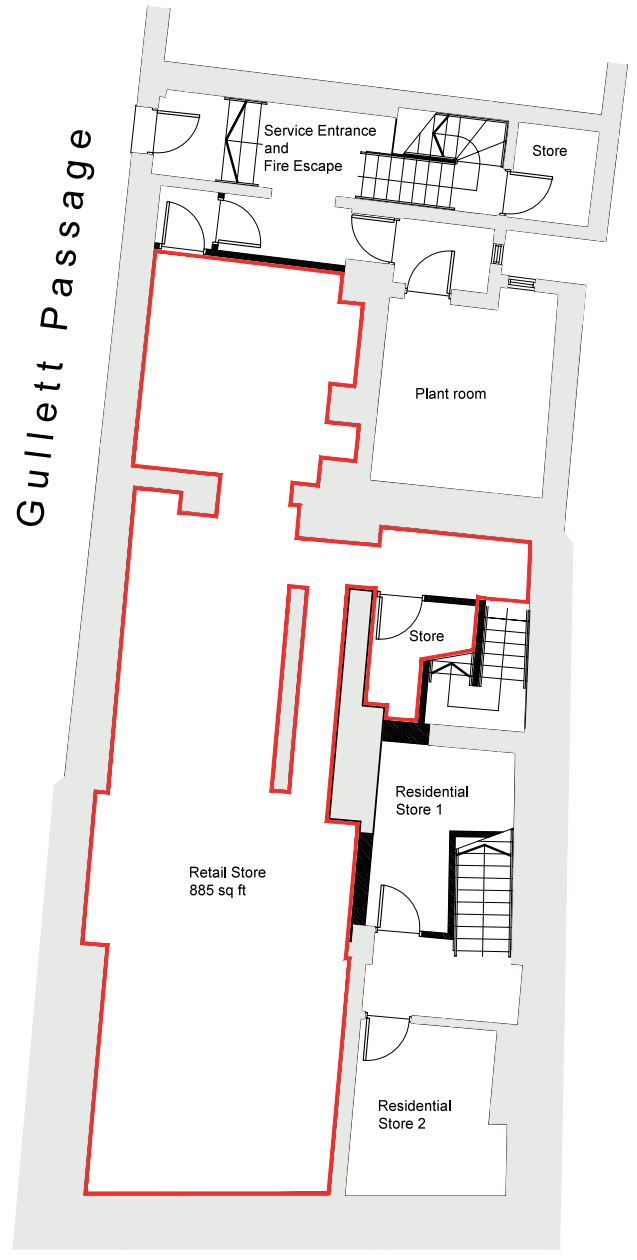 Gullett Passage
Service Entrance
and
Fire Escape
Store
Plant room
Store
Residential
Store 1
Retail Store
885 sq ft
Residential
Store 2